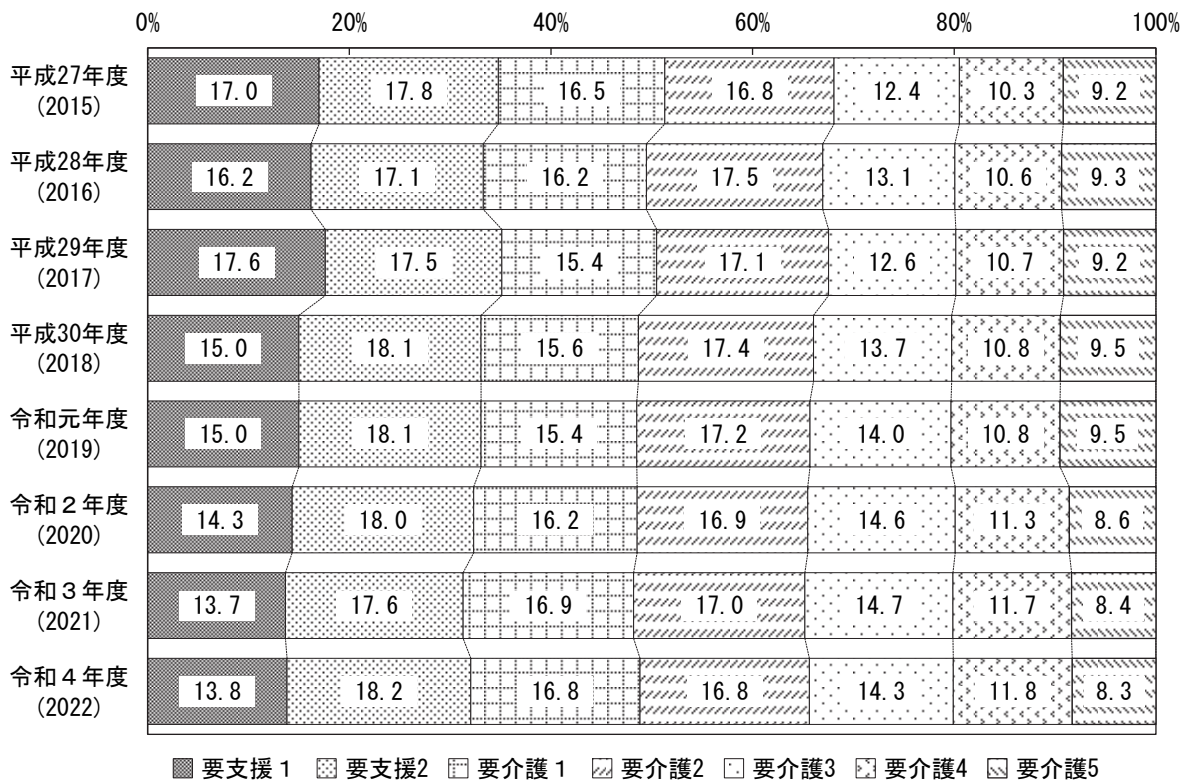 0% 20% 40% 60% 80% 100%
平成27年度
(2015)
17.0 17.8 16.5 16.8 12.4 10.3 9.2
平成28年度
(2016)
16.2 17.1 16.2 17.5 13.1 10.6 9.3
平成29年度
(2017)
17.6 17.5 15.4 17.1 12.6 10.7 9.2
平成30年度
(2018)
15.0 18.1 15.6 17.4 13.7 10.8 9.5
令和元年度
(2019)
15.0 18.1 15.4 17.2 14.0 10.8 9.5
令和２年度
(2020)
14.3 18.0 16.2 16.9 14.6 11.3 8.6
令和３年度
(2021)
13.7 17.6 16.9 17.0 14.7 11.7 8.4
令和４年度
(2022)
13.8 18.2 16.8 16.8 14.3 11.8 8.3
要支援１ 要支援2 要介護１ 要介護2 要介護3 要介護4 要介護5